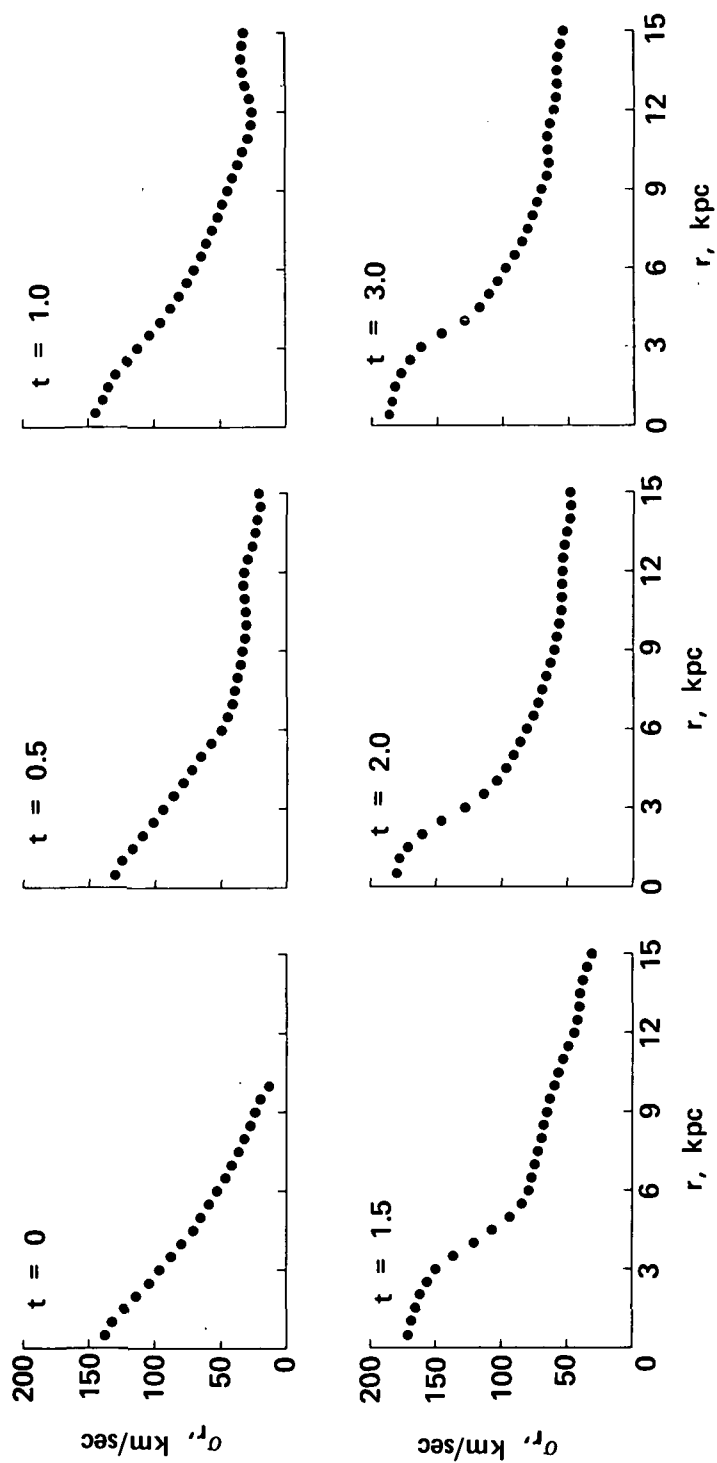 t = 0
t = 0.5
t = 1.0
200
150
100
50
0
σr, km/sec
t = 1.5
t = 2.0
t = 3.0
200
150
100
50
0
σr, km/sec
0 3 6 9 12 15
r, kpc
0 3 6 9 12 15
r, kpc
0 3 6 9 12 15
r, kpc